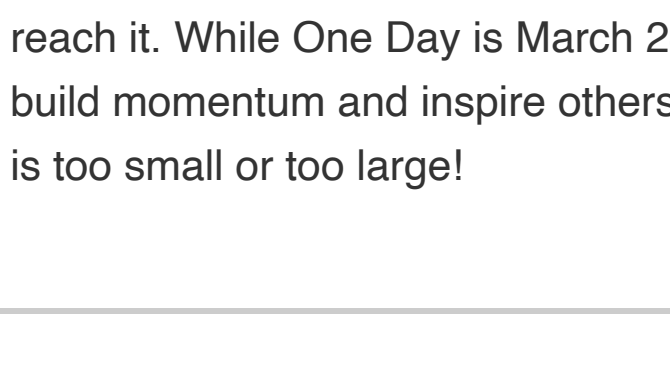 reach it. While One Day is March 2
build momentum and inspire others
is too small or too large!